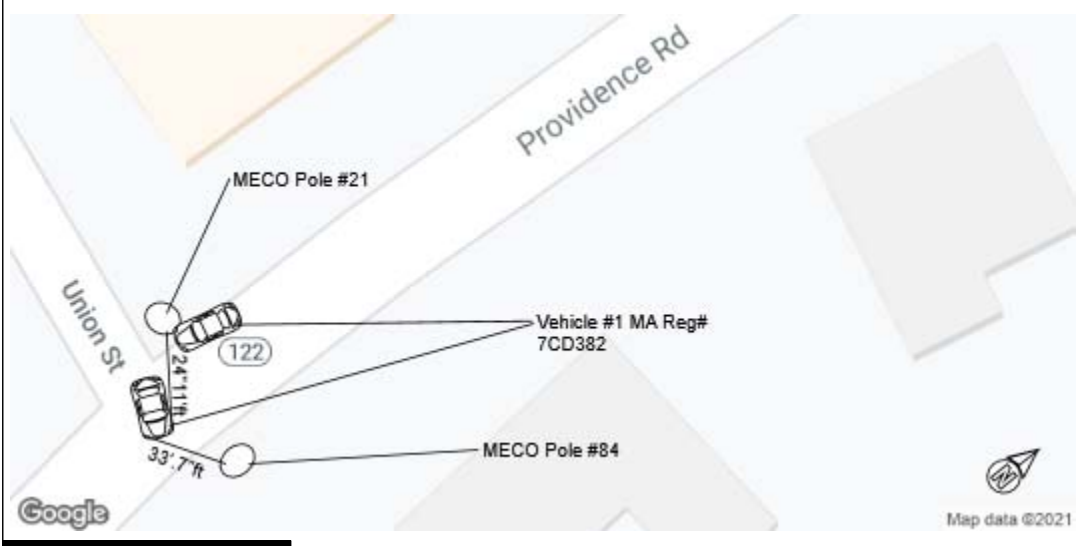 Providence Rd
MECO Pole #21
Union St
Vehicle #1 MA Reg#
7CD382
122
24"11'ft
MECO Pole #84
33'.7"ft
Google
Map data ©2021